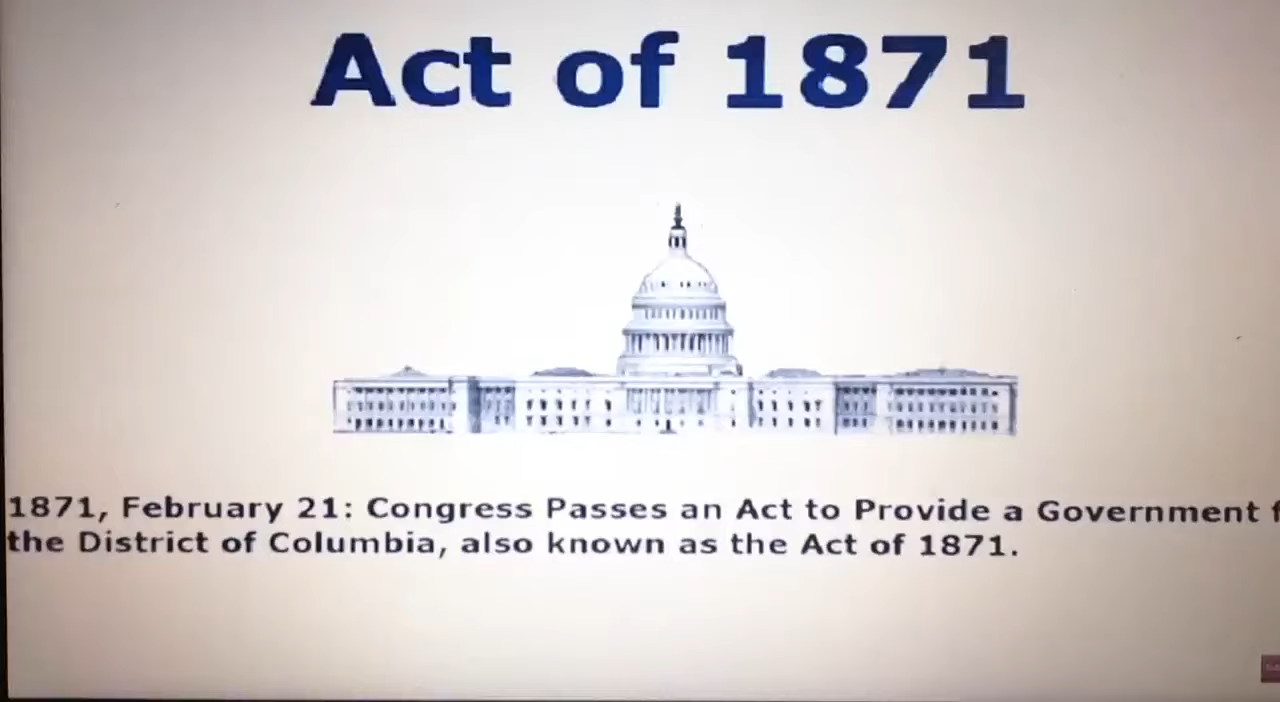 Act of 1871
1871, February 21: Congress Passes an Act to Provide a Government f
the District of Columbia, also known as the Act of 1871.